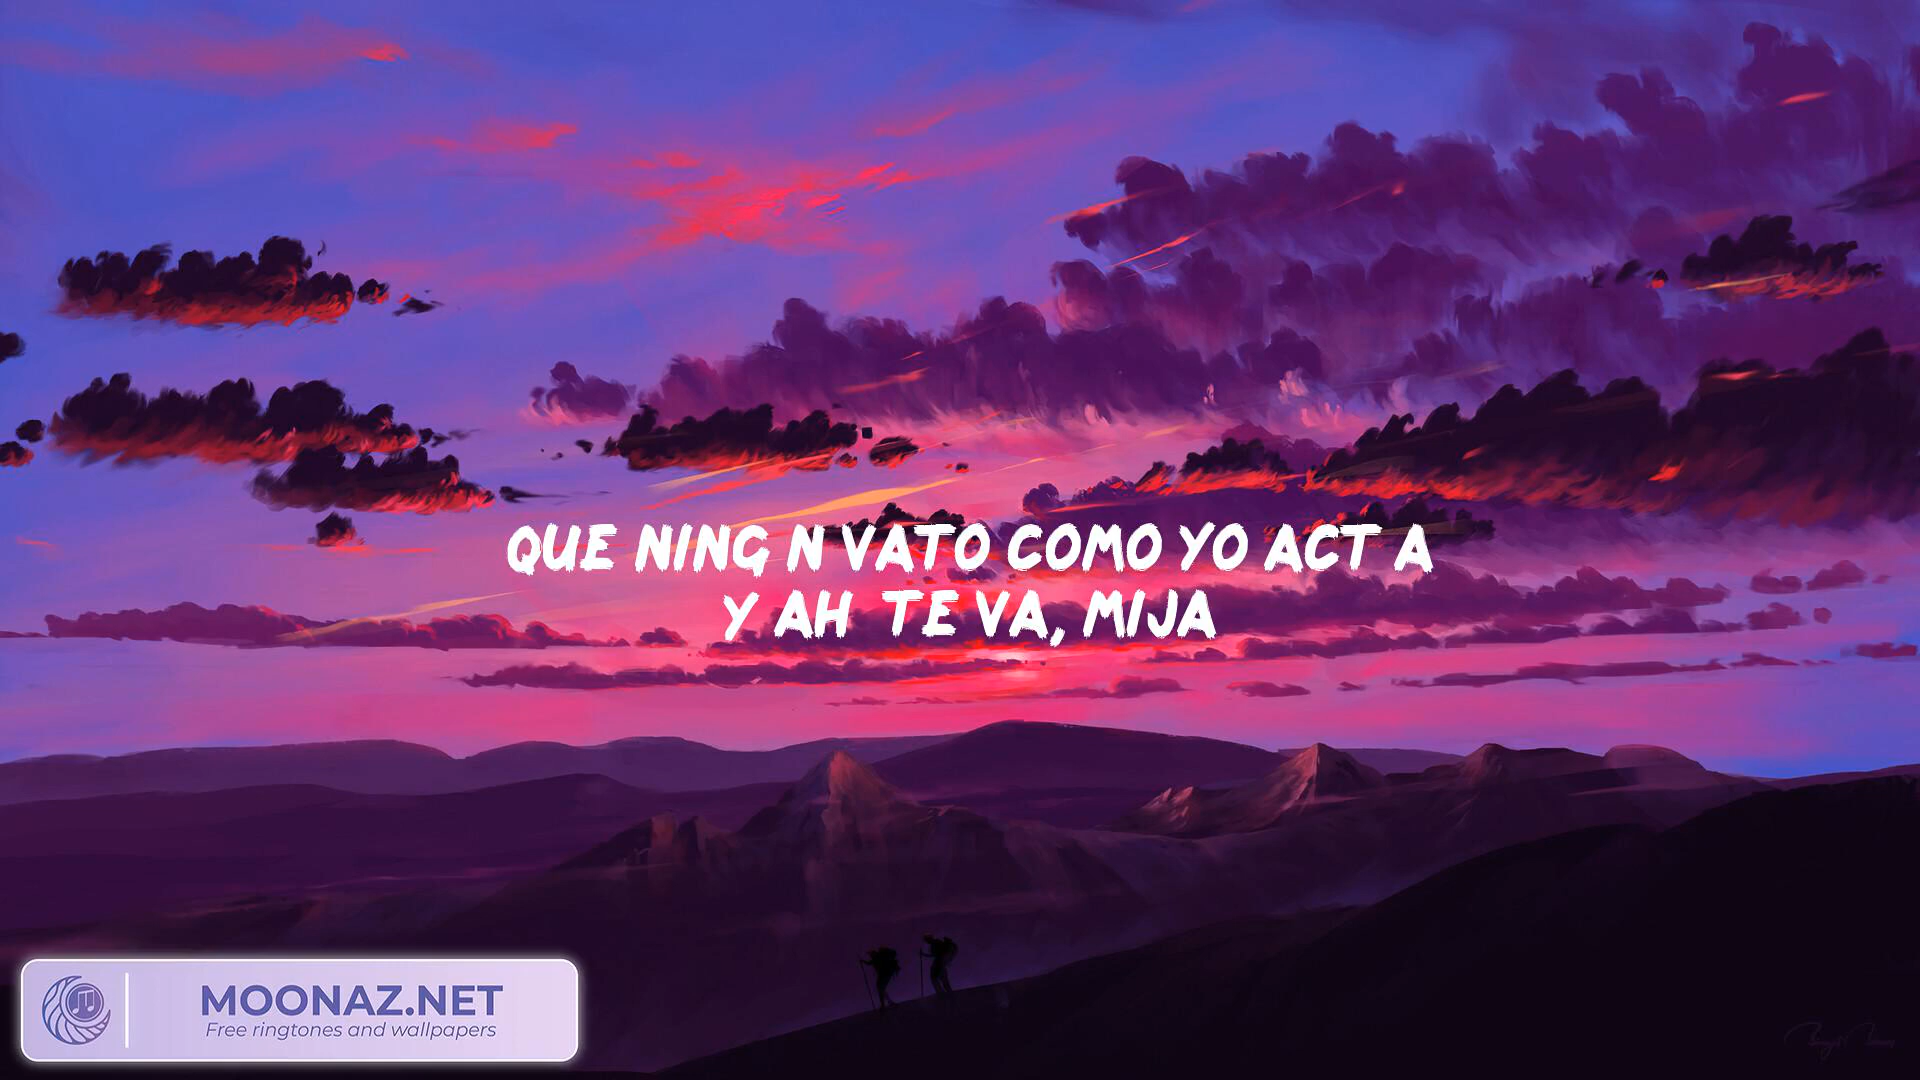 QUE NING N VATO COMO YO ACT A
Y AH TE VA, MIJA
MOONAZ.NET
Free ringtones and wallpapers